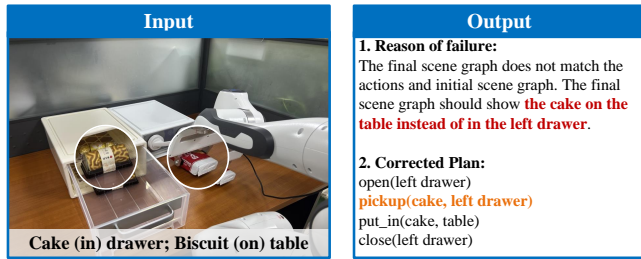 Input
Cake (in) drawer; Biscuit (on) table
Output
1. Reason of failure:
The final scene graph does not match the
actions and initial scene graph. The final
scene graph should show the cake on the
table instead of in the left drawer.
2. Corrected Plan:
open(left drawer)
pickup(cake, left drawer)
put_in(cake, table)
close(left drawer)